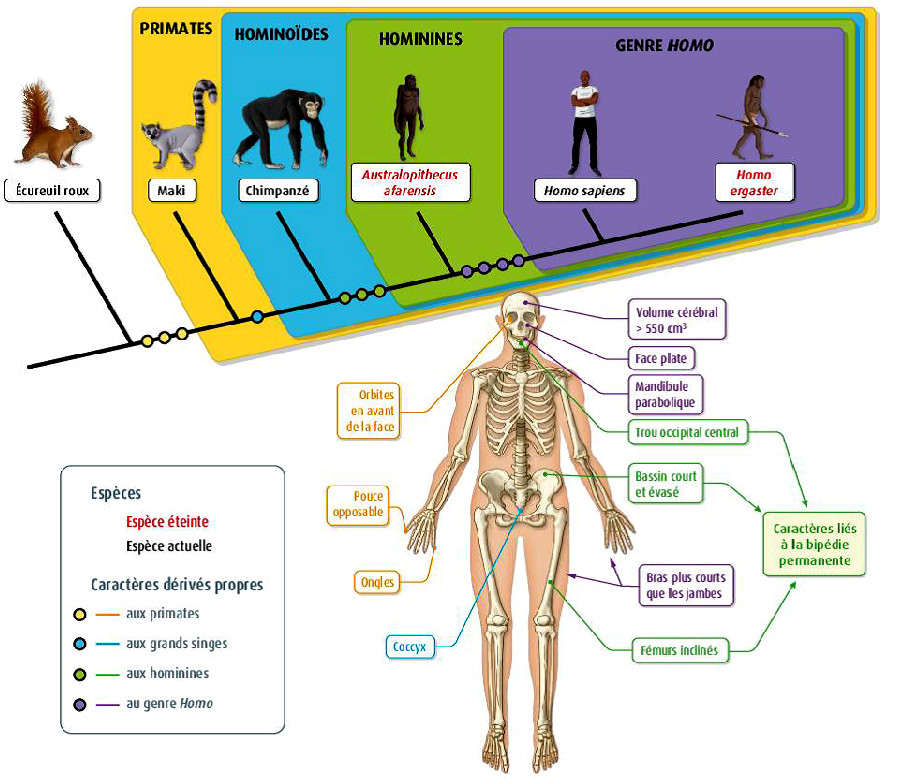 PRIMATES
HOMINOÏDES
HOMININES
GENRE HOMO
Écureuil roux
Maki
Chimpanzé
Australopithecus
afarensis
Homo sapiens
Homo
ergaster
Volume cérébral
> 550 cm³
Face plate
Mandibule
parabolique
Orbites
en avant
de la face
Trou occipital central
Bassin court
et évasé
Pouce
opposable
Caractères liés
à la bipédie
permanente
Ongles
Bras plus courts
que les jambes
Coccyx
Fémurs inclinés
Espèces
Espèce éteinte
Espèce actuelle
Caractères dérivés propres
aux primates
aux grands singes
aux hominines
au genre Homo